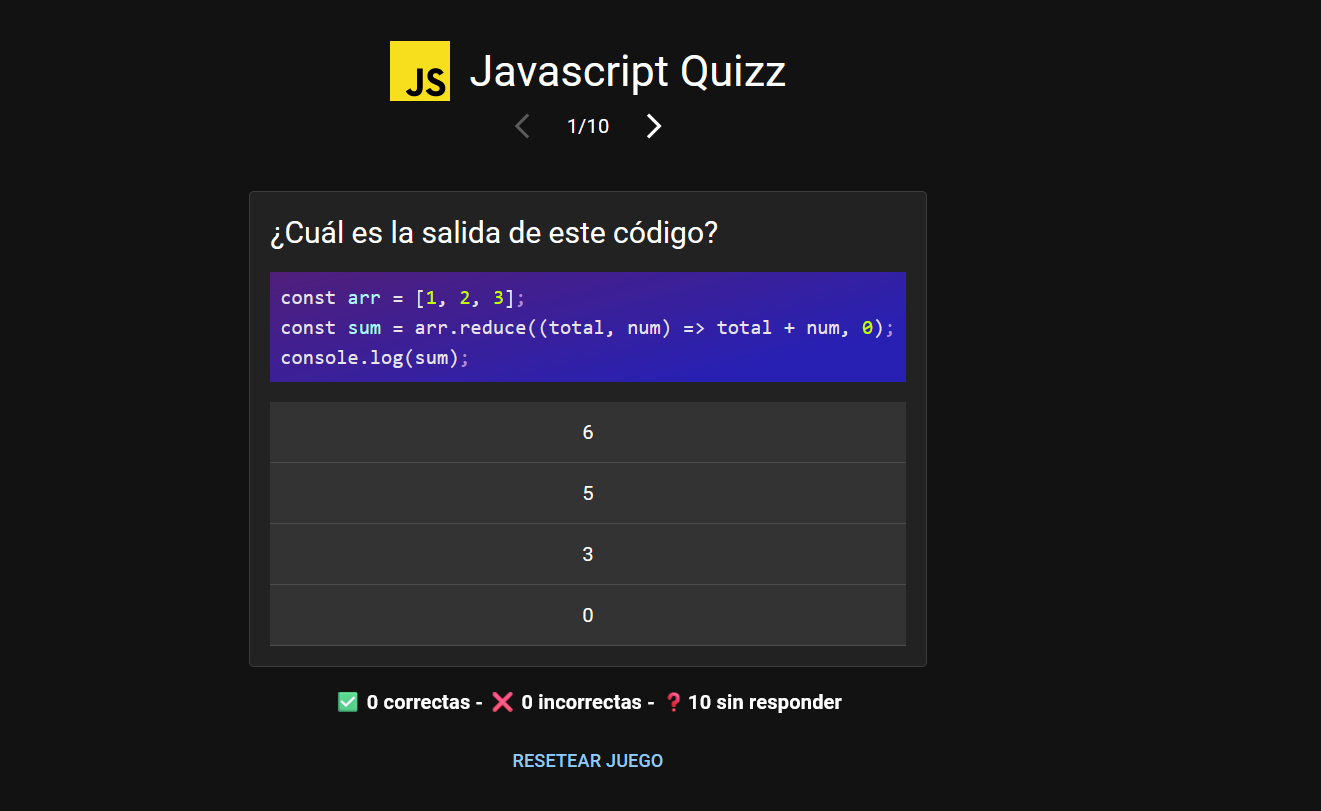 JS Javascript Quizz
1/10
¿Cuál es la salida de este código?
const arr = [1, 2, 3];
const sum = arr.reduce((total, num) => total + num, 0);
console.log(sum);
6
5
3
0
✅ 0 correctas - ❌ 0 incorrectas - ❓ 10 sin responder
RESETEAR JUEGO